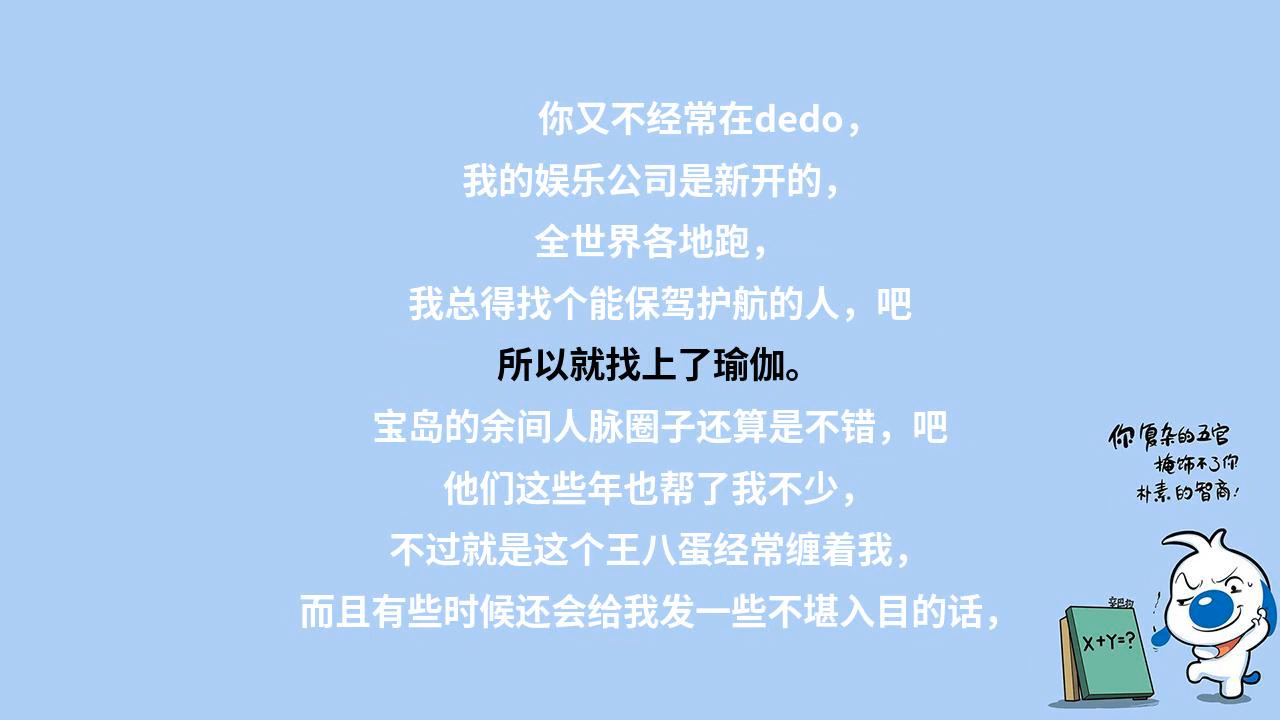 你又不经常在dedo，
我的娱乐公司是新开的，
全世界各地跑，
我总得找个能保驾护航的人，吧
所以就找上了瑜伽。
宝岛的余间人脉圈子还算是不错，吧
他们这些年也帮了我不少，
不过就是这个王八蛋经常缠着我，
而且有些时候还会给我发一些不堪入目的话，
你复杂的五官
掩饰不了你
朴素的智商！
X+Y=?